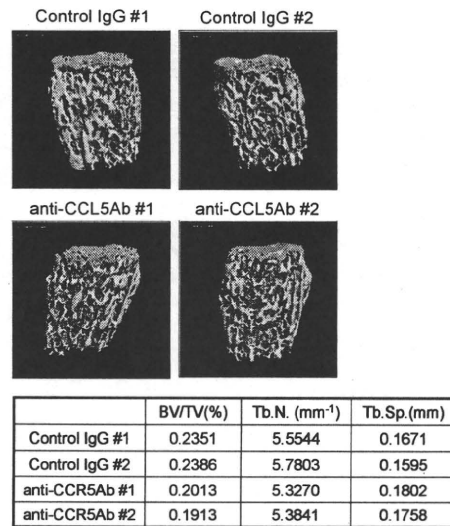 Control IgG #1 Control IgG #2
anti-CCL5Ab #1 anti-CCL5Ab #2
BV/TV(%) Tb.N. (mm⁻¹) Tb.Sp.(mm)
Control IgG #1 0.2351 5.5544 0.1671
Control IgG #2 0.2386 5.7803 0.1595
anti-CCR5Ab #1 0.2013 5.3270 0.1802
anti-CCR5Ab #2 0.1913 5.3841 0.1758